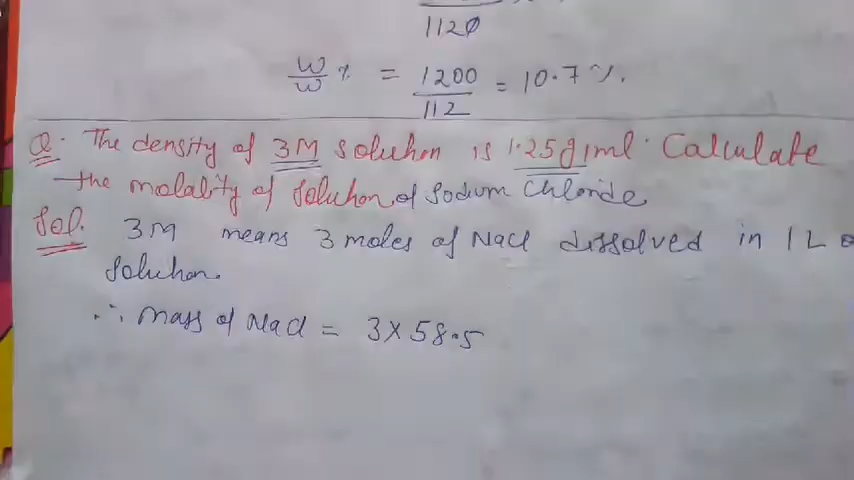 1120
w/w % = 1200/112 = 10.7 %.
Q. The density of 3M solution is 1.25 g/ml. Calculate
the molality of solution of Sodium Chloride
Sol. 3M means 3 moles of NaCl dissolved in 1L
solution.
∴ mass of NaCl = 3 × 58.5